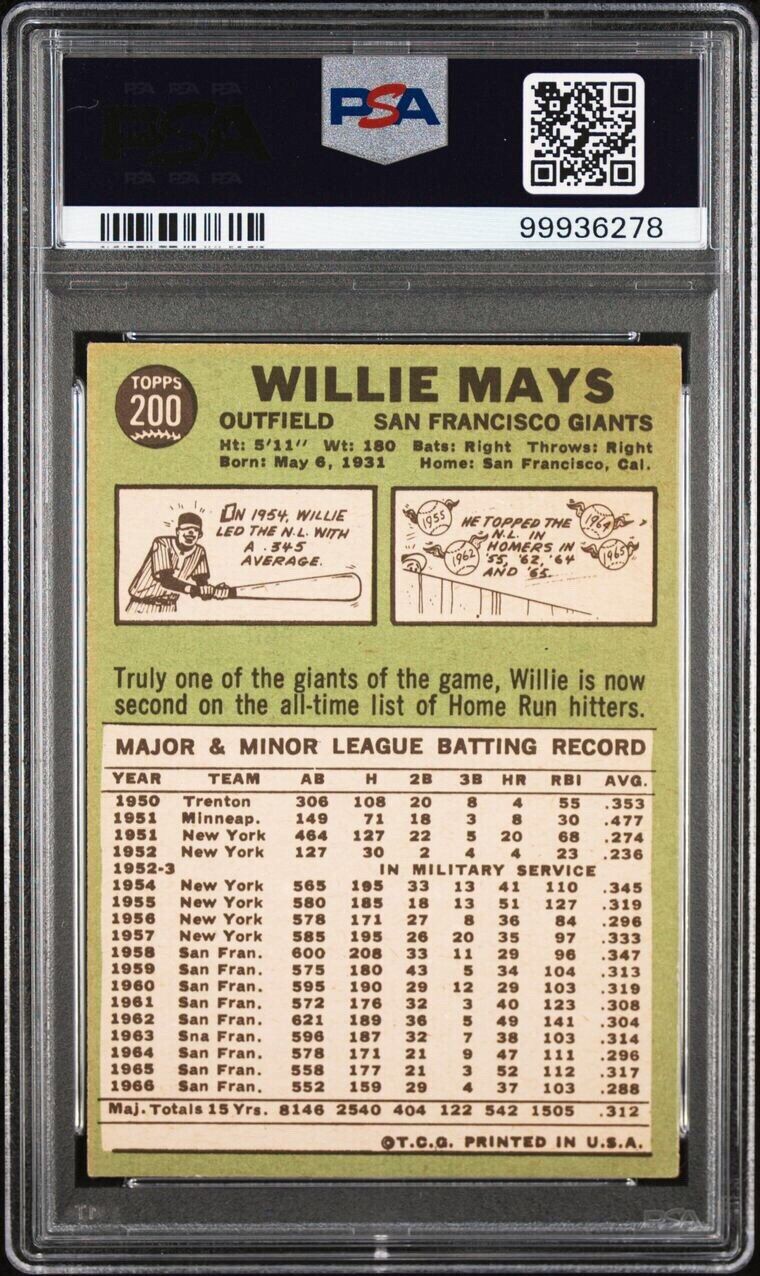 PSA PSA PSA
PSA
PSA PSA PSA
PSA
99936278
TOPPS
200
WILLIE MAYS
OUTFIELD SAN FRANCISCO GIANTS
Ht: 5'11" Wt: 180 Bats: Right Throws: Right
Born: May 6, 1931 Home: San Francisco, Cal.
IN 1954, WILLIE
LED THE N.L. WITH
A .345
AVERAGE.
1955
1962
HE TOPPED THE
N.L. IN
HOMERS IN
'55, '62, '64
AND '65.
1964
1965
Truly one of the giants of the game, Willie is now
second on the all-time list of Home Run hitters.
MAJOR & MINOR LEAGUE BATTING RECORD
YEAR TEAM AB H 2B 3B HR RBI AVG.
1950 Trenton 306 108 20 8 4 55 .353
1951 Minneap. 149 71 18 3 8 30 .477
1951 New York 464 127 22 5 20 68 .274
1952 New York 127 30 2 4 4 23 .236
1952-3 IN MILITARY SERVICE
1954 New York 565 195 33 13 41 110 .345
1955 New York 580 185 18 13 51 127 .319
1956 New York 578 171 27 8 36 84 .296
1957 New York 585 195 26 20 35 97 .333
1958 San Fran. 600 208 33 11 29 96 .347
1959 San Fran. 575 180 43 5 34 104 .313
1960 San Fran. 595 190 29 12 29 103 .319
1961 San Fran. 572 176 32 3 40 123 .308
1962 San Fran. 621 189 36 5 49 141 .304
1963 Sna Fran. 596 187 32 7 38 103 .314
1964 San Fran. 578 171 21 9 47 111 .296
1965 San Fran. 558 177 21 3 52 112 .317
1966 San Fran. 552 159 29 4 37 103 .288
Maj. Totals 15 Yrs. 8146 2540 404 122 542 1505 .312
©T.C.G. PRINTED IN U.S.A.
PSA